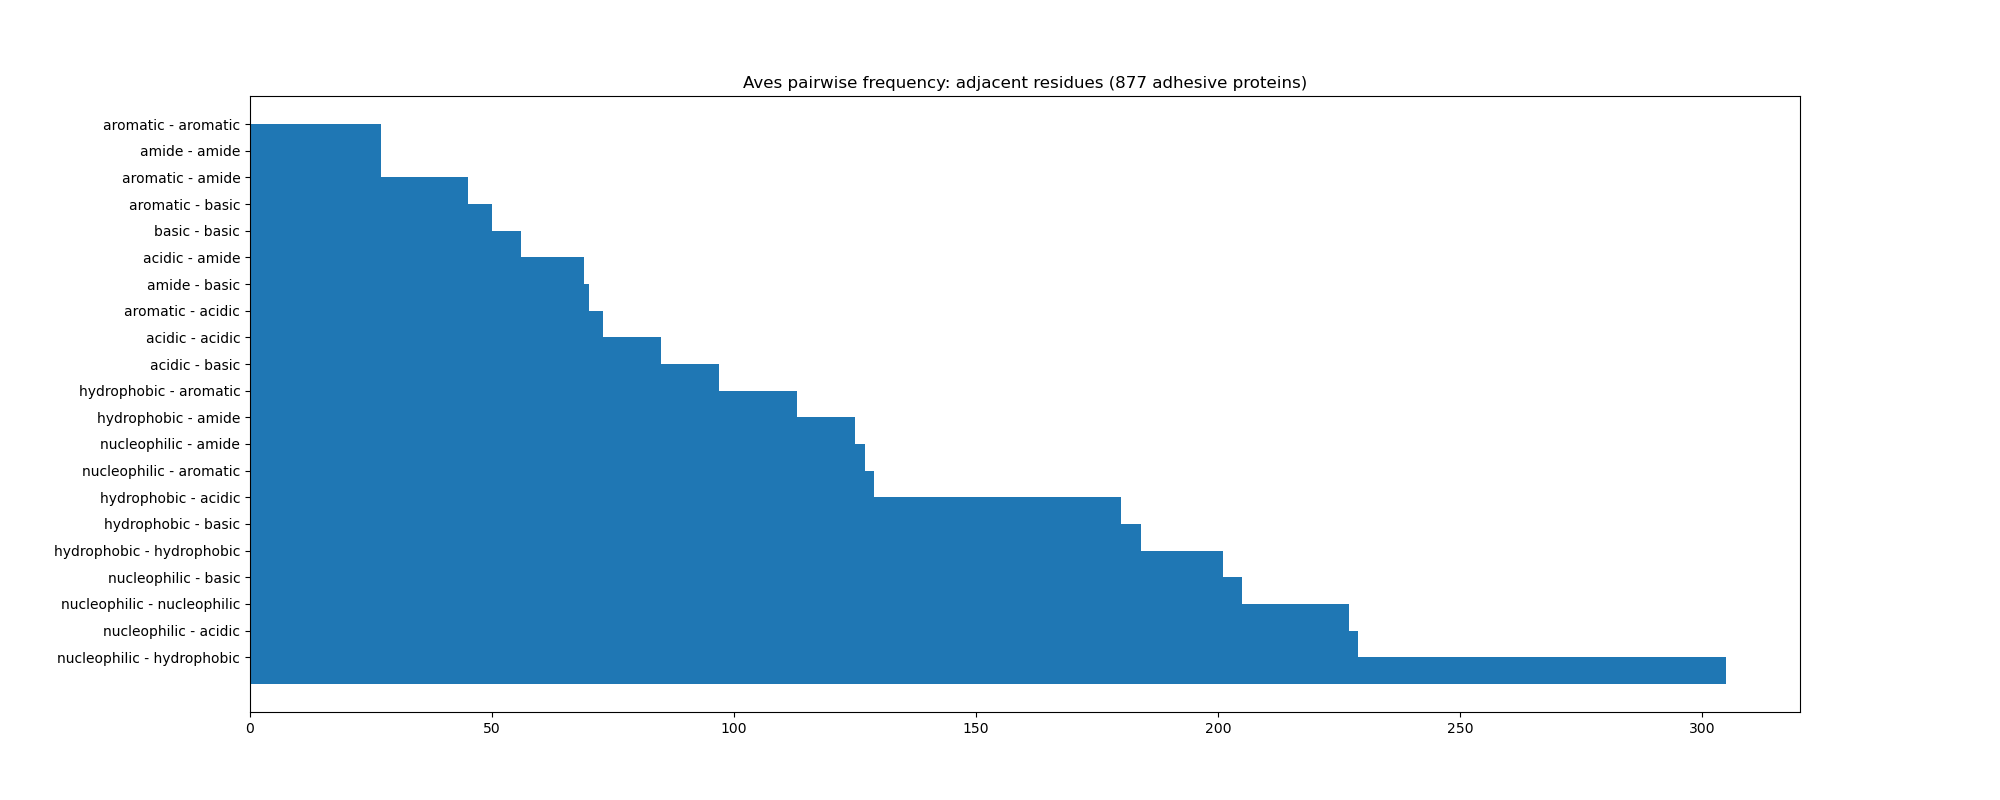 Aves pairwise frequency: adjacent residues (877 adhesive proteins)
aromatic - aromatic
amide - amide
aromatic - amide
aromatic - basic
basic - basic
acidic - amide
amide - basic
aromatic - acidic
acidic - acidic
acidic - basic
hydrophobic - aromatic
hydrophobic - amide
nucleophilic - amide
nucleophilic - aromatic
hydrophobic - acidic
hydrophobic - basic
hydrophobic - hydrophobic
nucleophilic - basic
nucleophilic - nucleophilic
nucleophilic - acidic
nucleophilic - hydrophobic
0 50 100 150 200 250 300